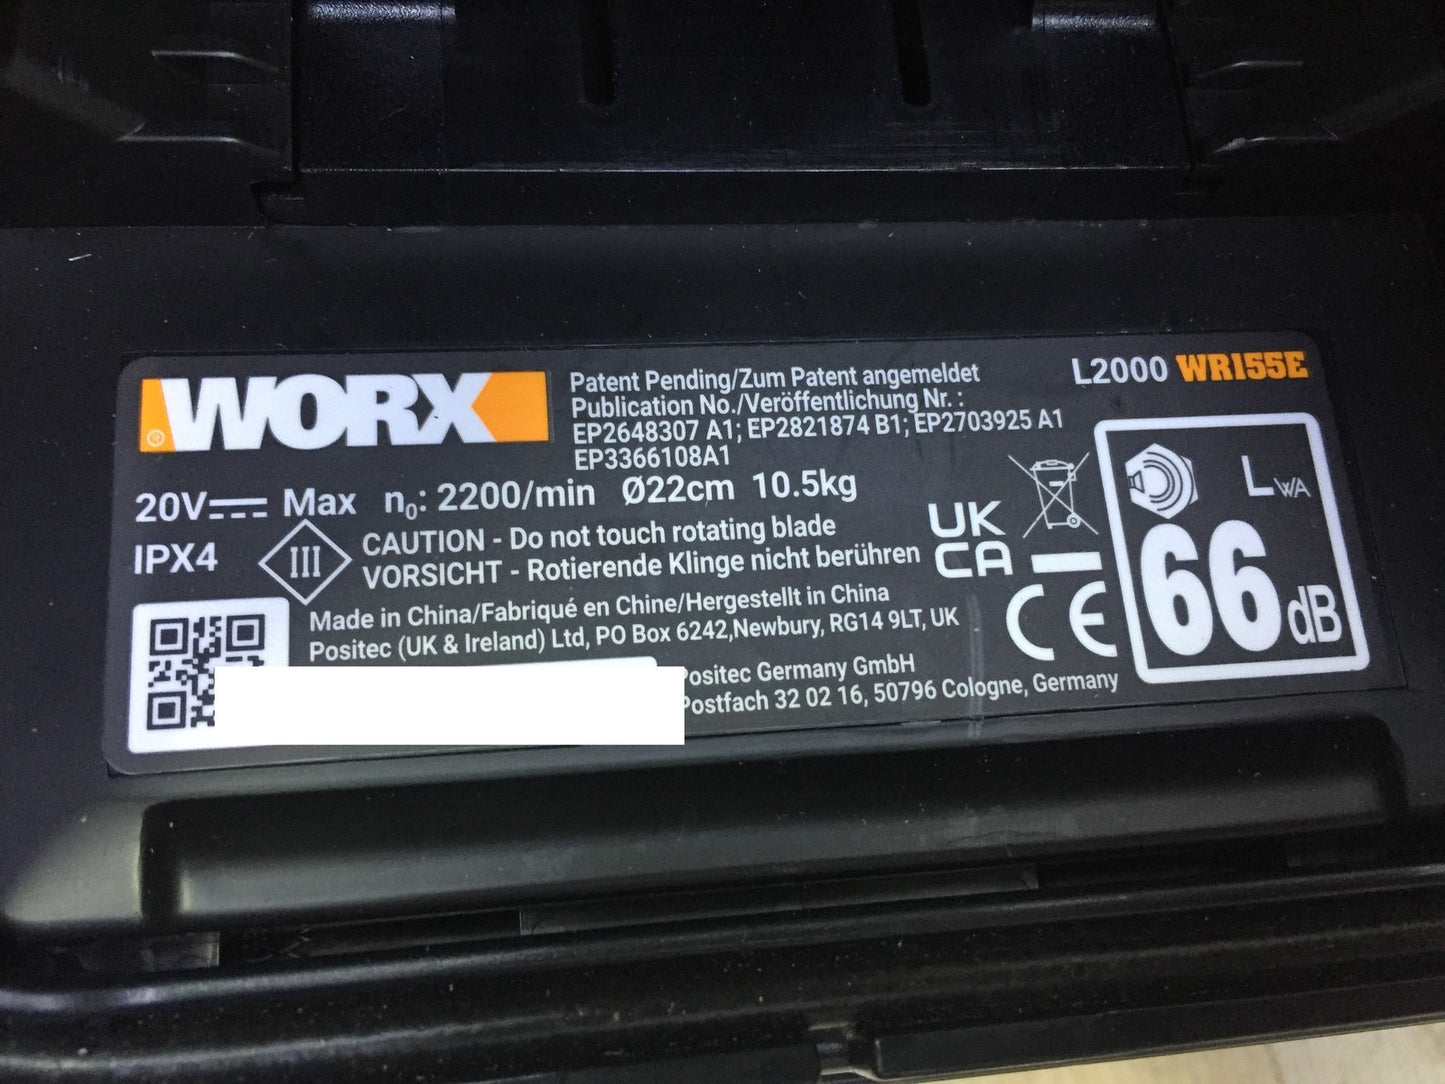 WORX ®
Patent Pending/Zum Patent angemeldet
Publication No./Veröffentlichung Nr. :
EP2648307 A1; EP2821874 B1; EP2703925 A1
EP3366108A1
L2000 WR155E
20V Max n₀: 2200/min Ø22cm 10.5kg
IPX4
III
CAUTION - Do not touch rotating blade
VORSICHT - Rotierende Klinge nicht berühren
UK
CA
CE
LWA
66dB
Made in China/Fabriqué en Chine/Hergestellt in China
Positec (UK & Ireland) Ltd, PO Box 6242,Newbury, RG14 9LT, UK
Positec Germany GmbH
Postfach 32 02 16, 50796 Cologne, Germany